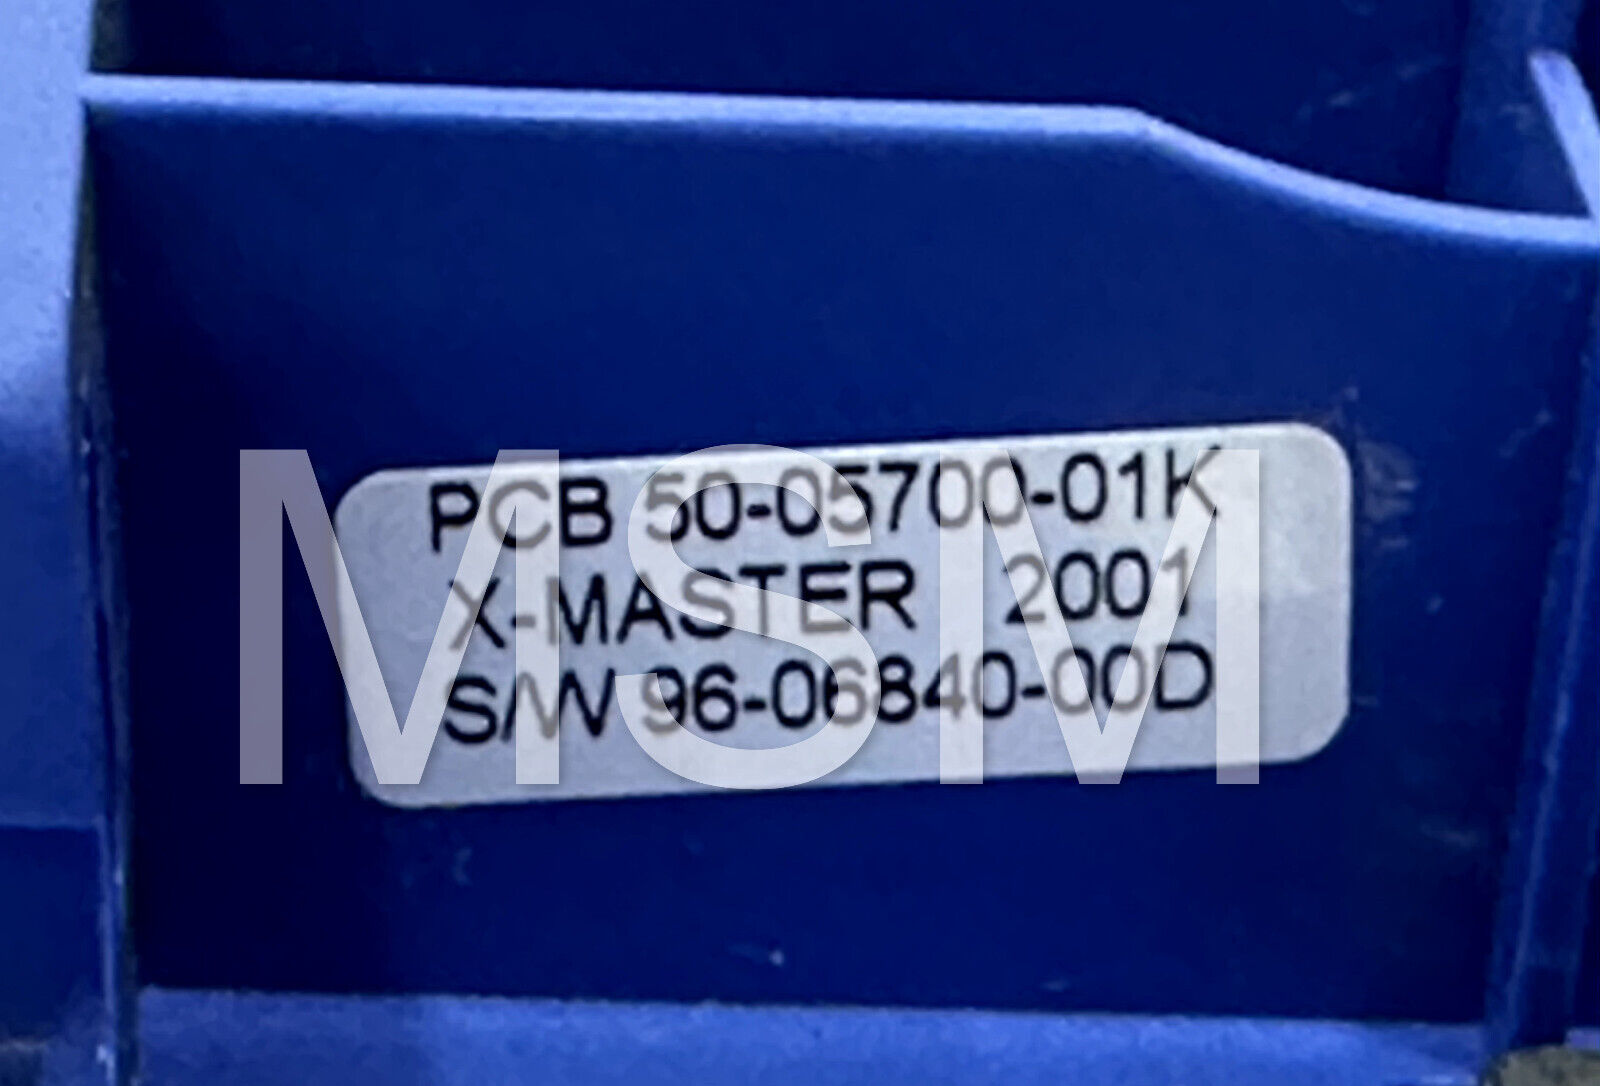 PCB 50-05700-01K
X-MASTER 2001
S/W 96-06840-00D
MSM